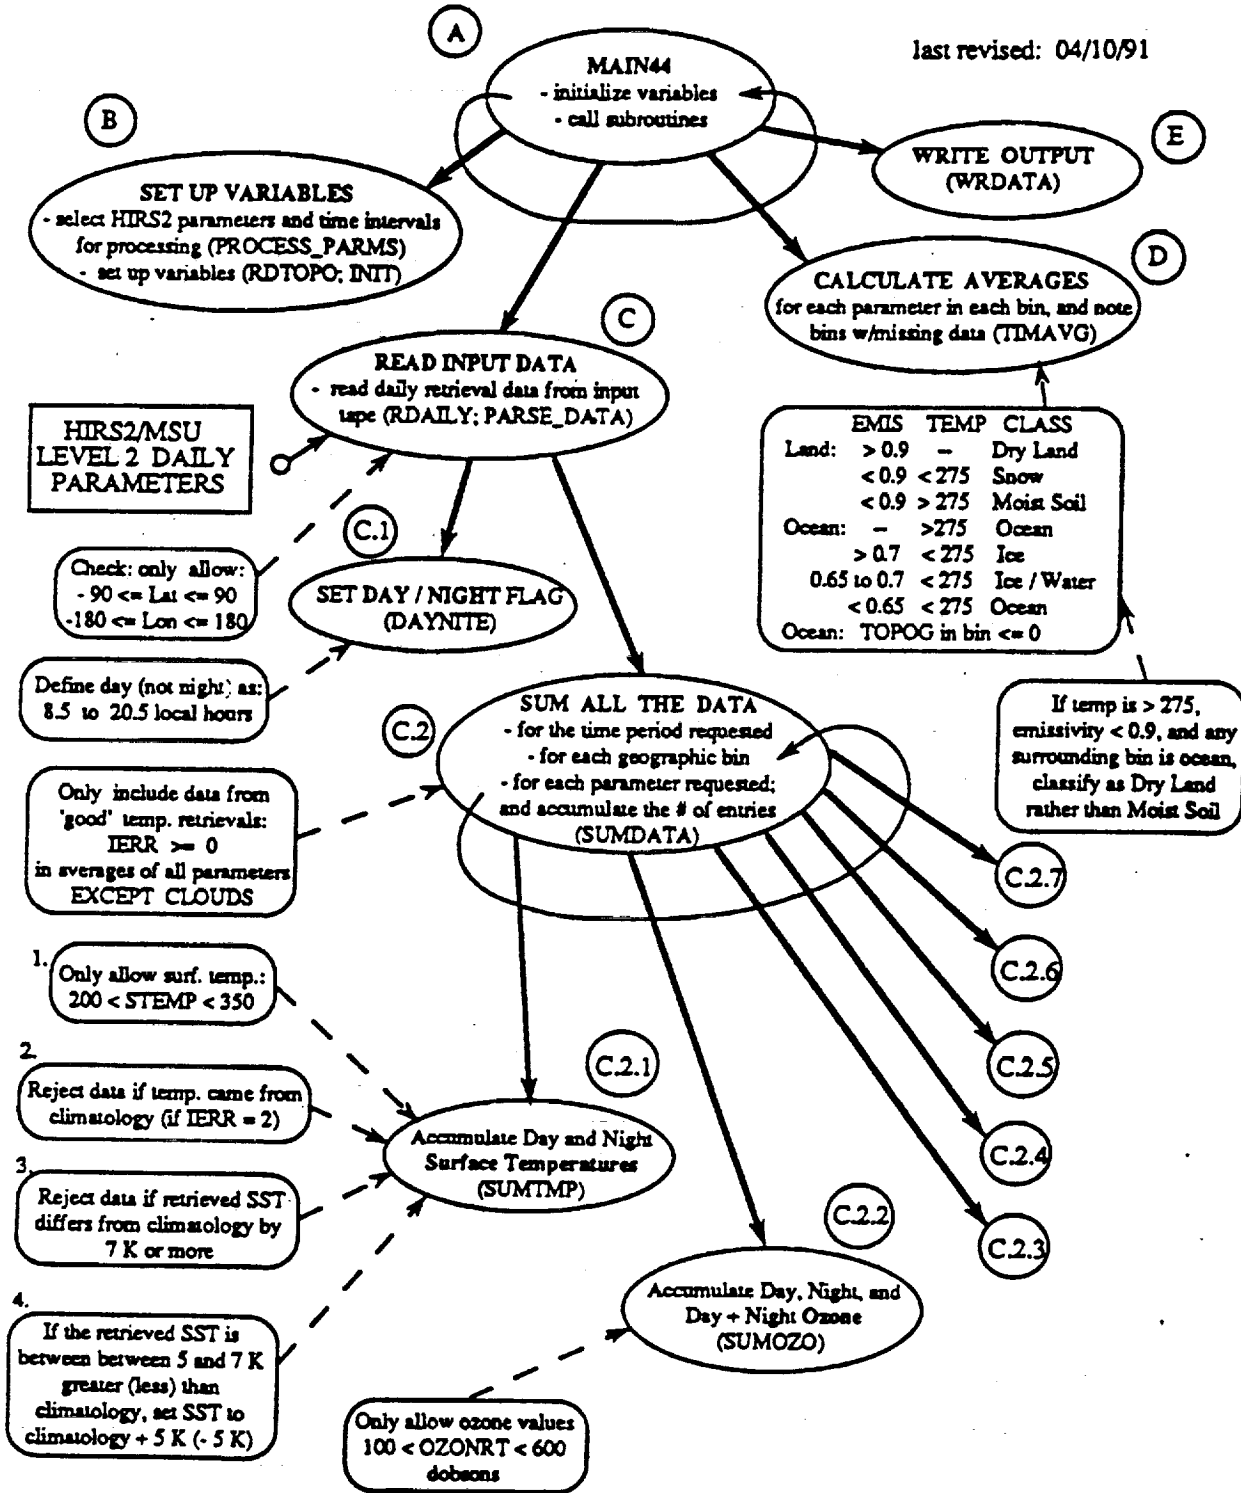 A
last revised: 04/10/91
MAIN44
- initialize variables
- call subroutines
B
E
WRITE OUTPUT
(WRDATA)
SET UP VARIABLES
- select HIRS2 parameters and time intervals
for processing (PROCESS_PARMS)
- set up variables (RDTOPO; INIT)
D
CALCULATE AVERAGES
for each parameter in each bin, and note
bins w/missing data (TIMAVG)
C
READ INPUT DATA
- read daily retrieval data from input
tape (RDAILY; PARSE_DATA)
HIRS2/MSU
LEVEL 2 DAILY
PARAMETERS
EMIS TEMP CLASS
Land: > 0.9 – Dry Land
< 0.9 < 275 Snow
< 0.9 > 275 Moist Soil
Ocean: – >275 Ocean
> 0.7 < 275 Ice
0.65 to 0.7 < 275 Ice / Water
< 0.65 < 275 Ocean
Ocean: TOPOG in bin <= 0
C.1
Check: only allow:
- 90 <= Lat <= 90
-180 <= Lon <= 180
SET DAY / NIGHT FLAG
(DAYNITE)
Define day (not night) as:
8.5 to 20.5 local hours
If temp is > 275,
emissivity < 0.9, and any
surrounding bin is ocean,
classify as Dry Land
rather than Moist Soil
C.2
SUM ALL THE DATA
- for the time period requested
- for each geographic bin
- for each parameter requested;
and accumulate the # of entries
(SUMDATA)
Only include data from
'good' temp. retrievals:
IERR >= 0
in averages of all parameters
EXCEPT CLOUDS
C.2.7
C.2.6
1.
Only allow surf. temp.:
200 < STEMP < 350
C.2.5
C.2.1
2.
Reject data if temp. came from
climatology (if IERR = 2)
C.2.4
Accumulate Day and Night
Surface Temperatures
(SUMTMP)
3.
Reject data if retrieved SST
differs from climatology by
7 K or more
C.2.2
C.2.3
Accumulate Day, Night, and
Day + Night Ozone
(SUMOZO)
4.
If the retrieved SST is
between between 5 and 7 K
greater (less) than
climatology, set SST to
climatology + 5 K (- 5 K)
Only allow ozone values
100 < OZONRT < 600
dobsons